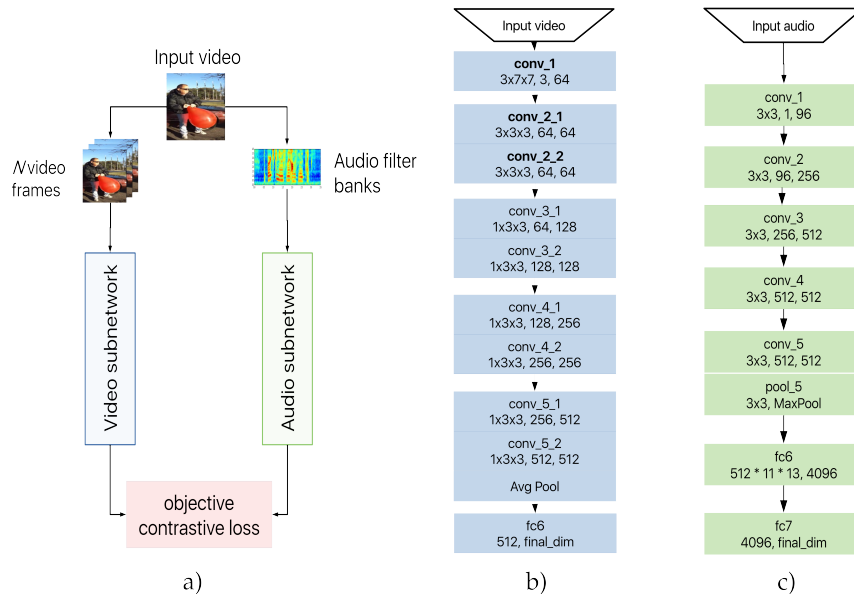 Input video
N video
frames
Audio filter
banks
Video subnetwork
Audio subnetwork
objective
contrastive loss
a)
Input video
conv_1
3x7x7, 3, 64
conv_2_1
3x3x3, 64, 64
conv_2_2
3x3x3, 64, 64
conv_3_1
1x3x3, 64, 128
conv_3_2
1x3x3, 128, 128
conv_4_1
1x3x3, 128, 256
conv_4_2
1x3x3, 256, 256
conv_5_1
1x3x3, 256, 512
conv_5_2
1x3x3, 512, 512
Avg Pool
fc6
512, final_dim
b)
Input audio
conv_1
3x3, 1, 96
conv_2
3x3, 96, 256
conv_3
3x3, 256, 512
conv_4
3x3, 512, 512
conv_5
3x3, 512, 512
pool_5
3x3, MaxPool
fc6
512 * 11 * 13, 4096
fc7
4096, final_dim
c)